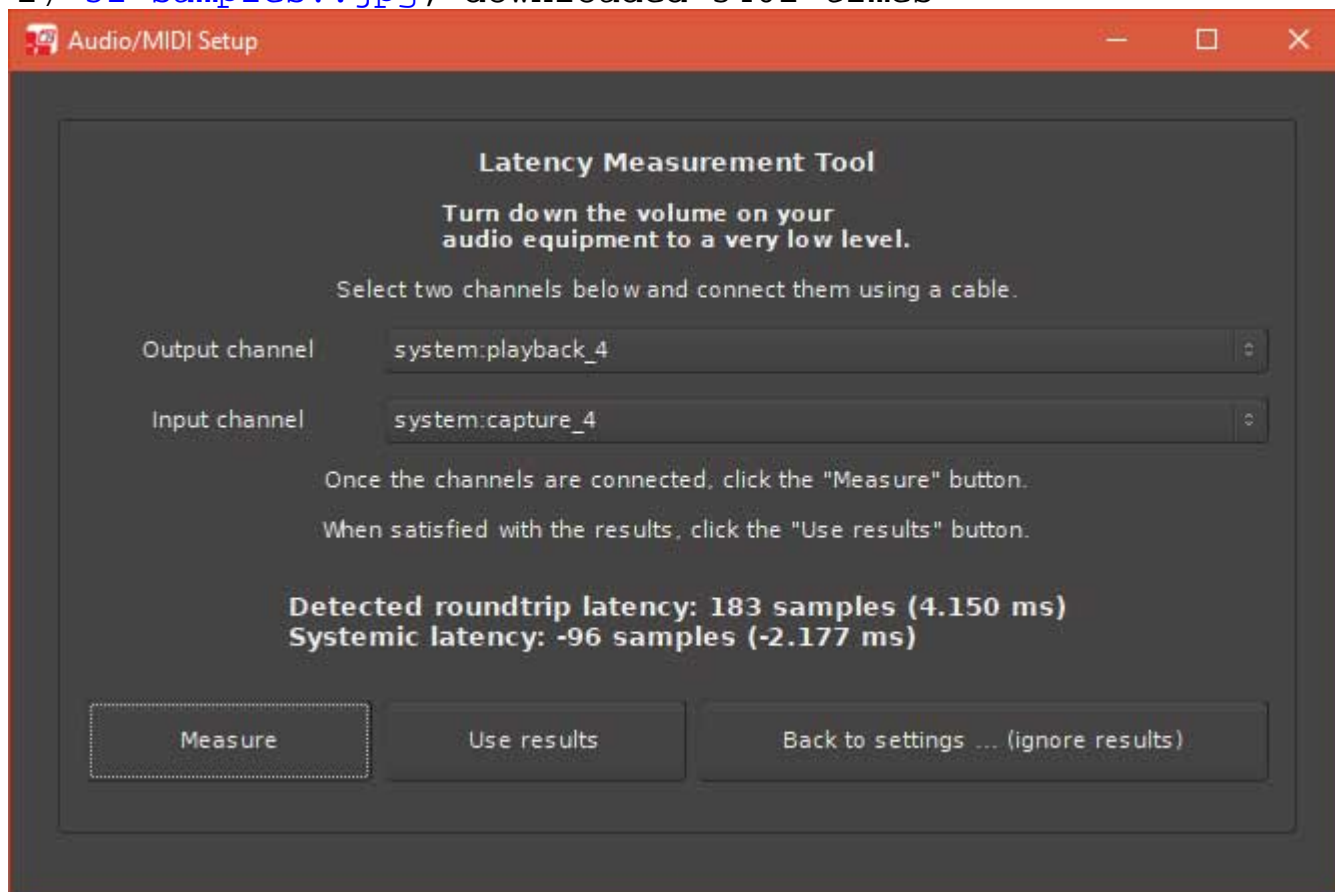 Audio/MIDI Setup
Latency Measurement Tool
Turn down the volume on your
audio equipment to a very low level.
Select two channels below and connect them using a cable.
Output channel system:playback_4
Input channel system:capture_4
Once the channels are connected, click the "Measure" button.
When satisfied with the results, click the "Use results" button.
Detected roundtrip latency: 183 samples (4.150 ms)
Systemic latency: -96 samples (-2.177 ms)
Measure Use results Back to settings ... (ignore results)